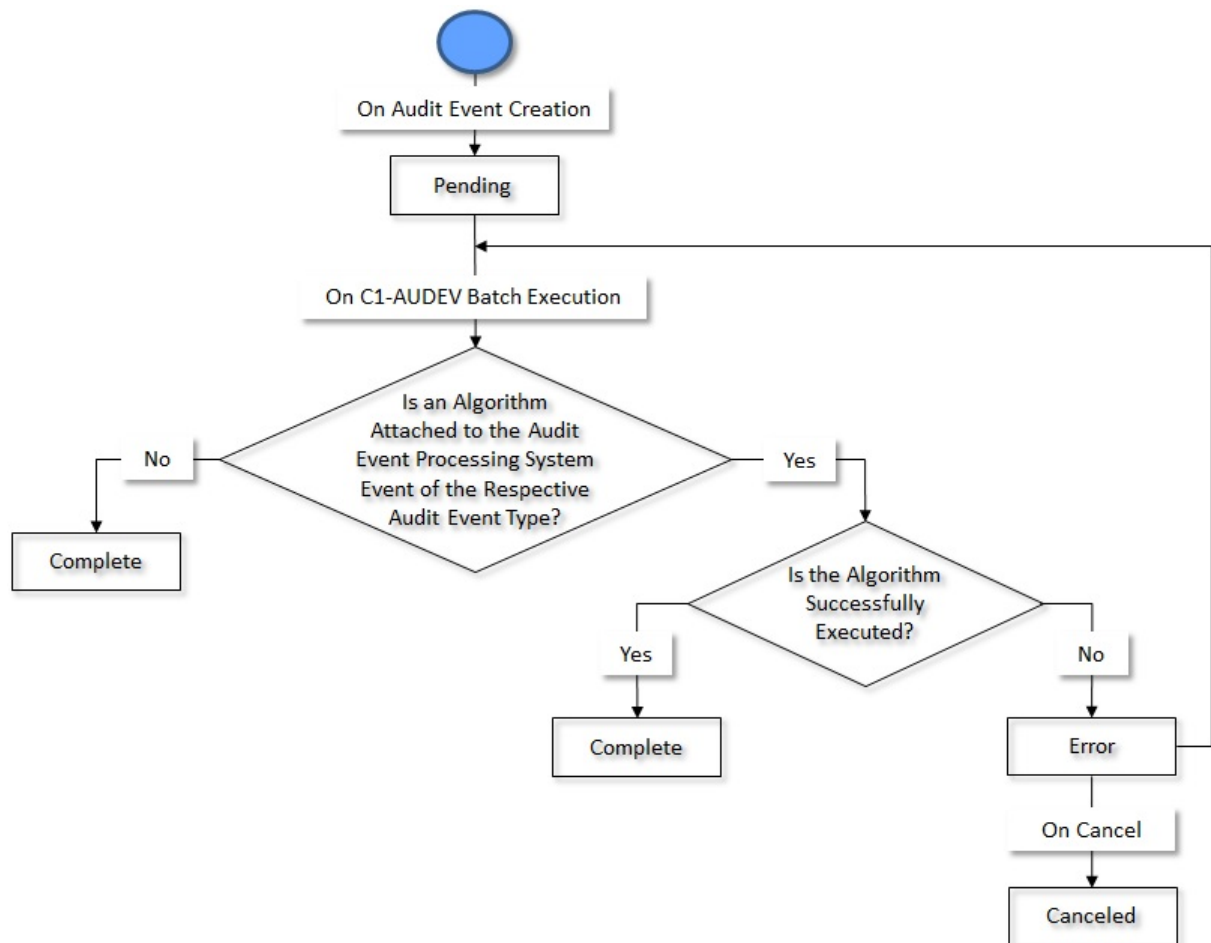 On Audit Event Creation
Pending
On C1-AUDEV Batch Execution
Is an Algorithm
Attached to the Audit
Event Processing System
Event of the Respective
Audit Event Type?
No
Yes
Complete
Is the Algorithm
Successfully
Executed?
Yes
No
Complete
Error
On Cancel
Canceled